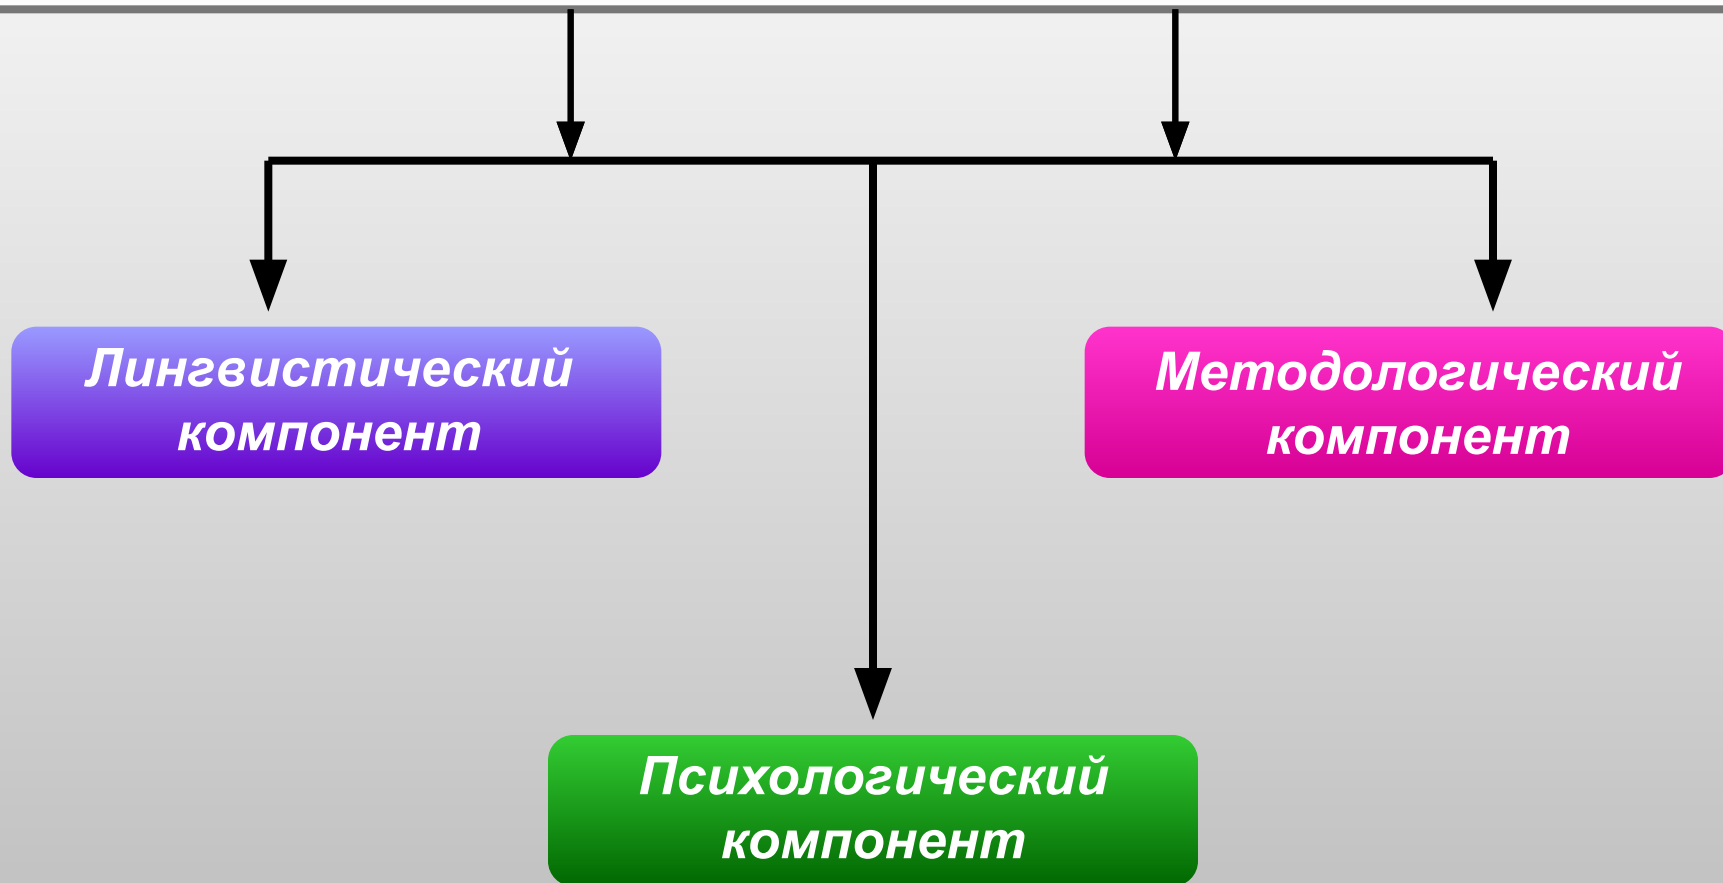 Лингвистический
компонент
Методологический
компонент
Психологический
компонент